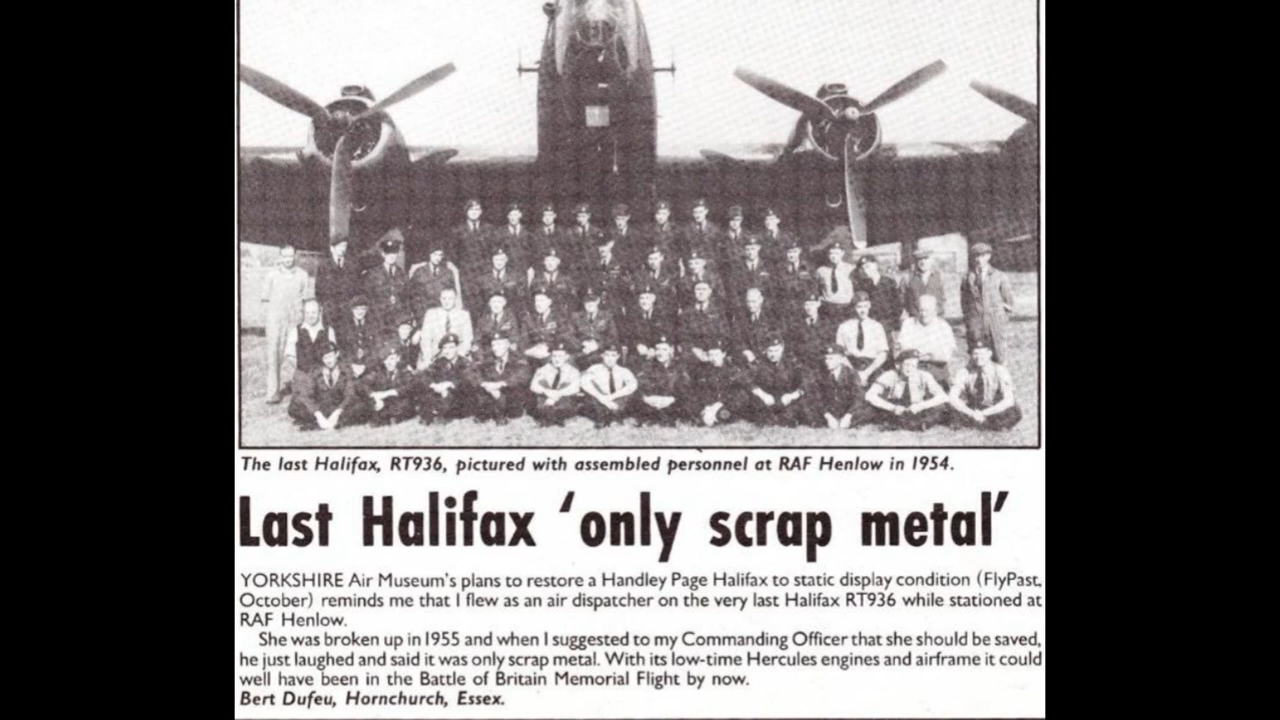 The last Halifax, RT936, pictured with assembled personnel at RAF Henlow in 1954.
Last Halifax 'only scrap metal'
YORKSHIRE Air Museum's plans to restore a Handley Page Halifax to static display condition (FlyPast,
October) reminds me that I flew as an air dispatcher on the very last Halifax RT936 while stationed at
RAF Henlow.
She was broken up in 1955 and when I suggested to my Commanding Officer that she should be saved,
he just laughed and said it was only scrap metal. With its low-time Hercules engines and airframe it could
well have been in the Battle of Britain Memorial Flight by now.
Bert Dufeu, Hornchurch, Essex.